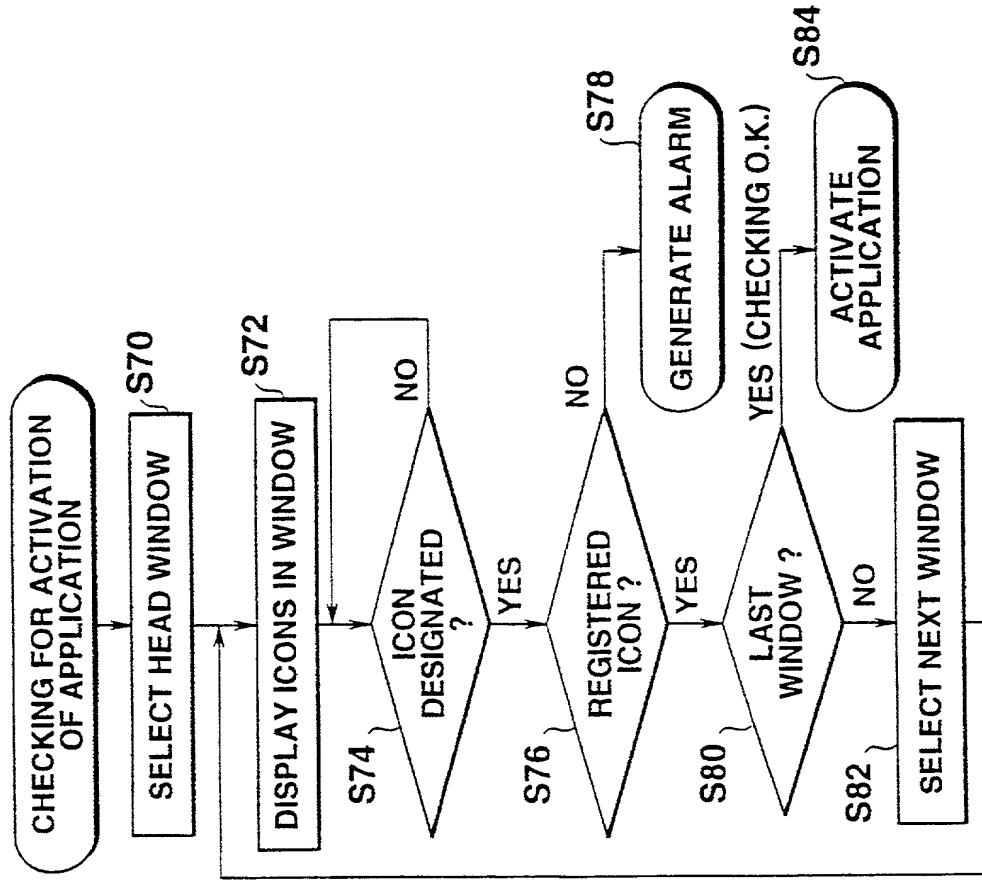 CHECKING FOR ACTIVATION
OF APPLICATION
S70
SELECT HEAD WINDOW
S72
DISPLAY ICONS IN WINDOW
S74
ICON
DESIGNATED
?
NO
YES
S76
REGISTERED
ICON ?
NO
S78
GENERATE ALARM
YES
S80
LAST
WINDOW ?
YES (CHECKING O.K.)
S84
ACTIVATE
APPLICATION
NO
S82
SELECT NEXT WINDOW